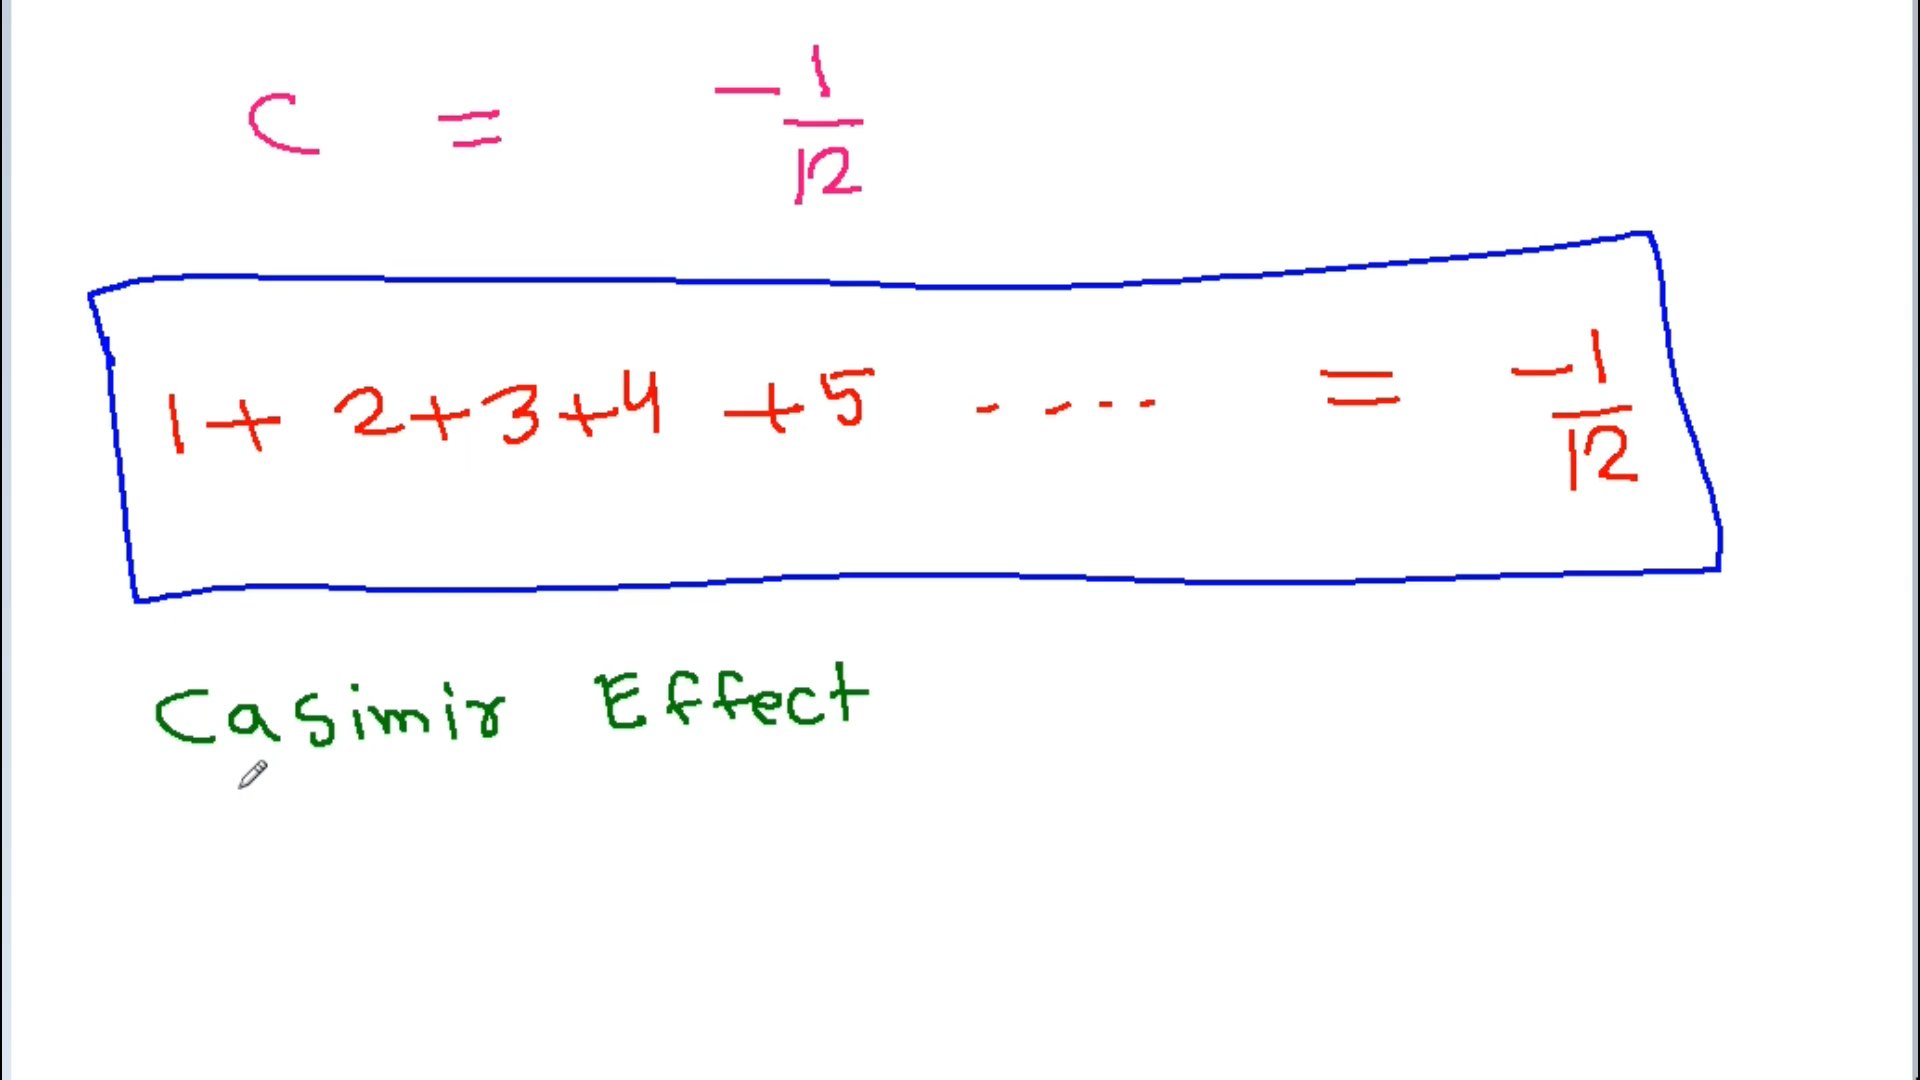 C = -1/12
1 + 2 + 3 + 4 + 5 ---- = -1/12
Casimir Effect